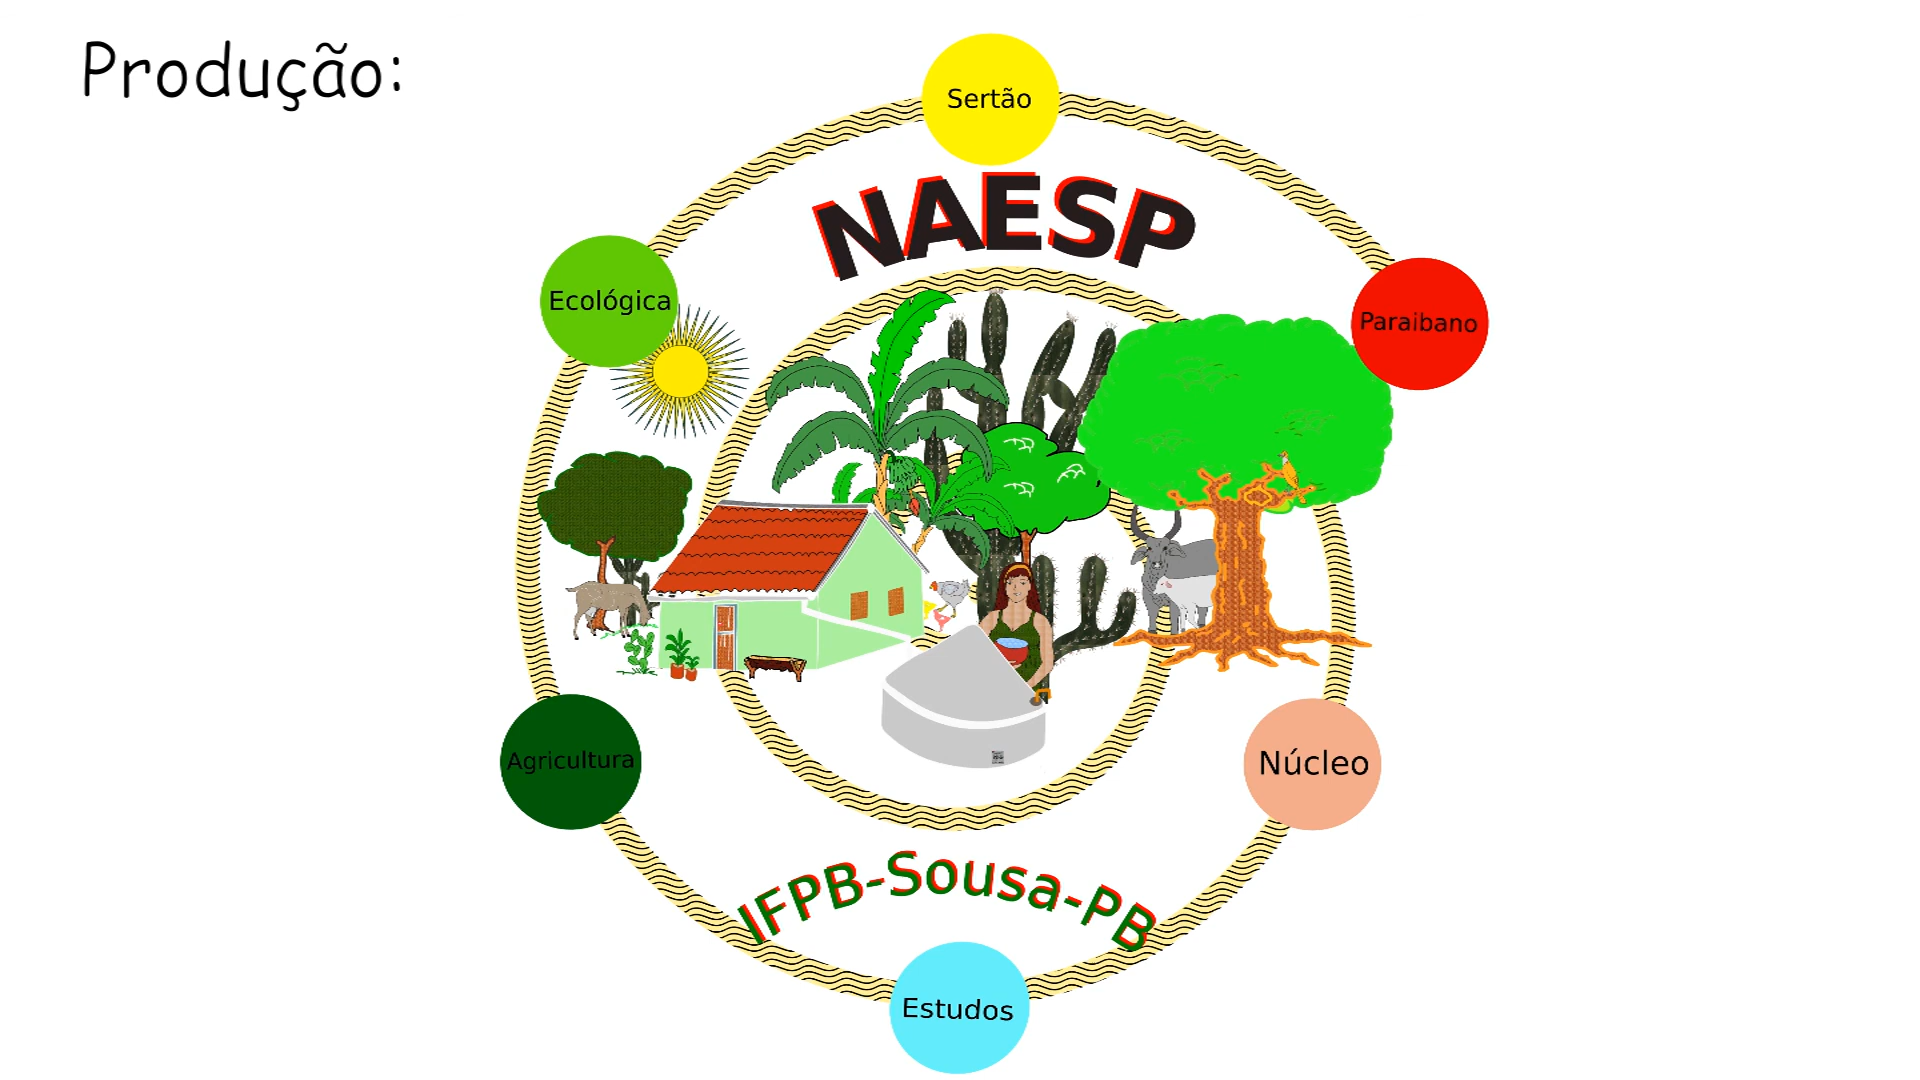 Produção:
Sertão
NAESP
Ecológica
Paraibano
Agricultura
Núcleo
IFPB-Sousa-PB
Estudos